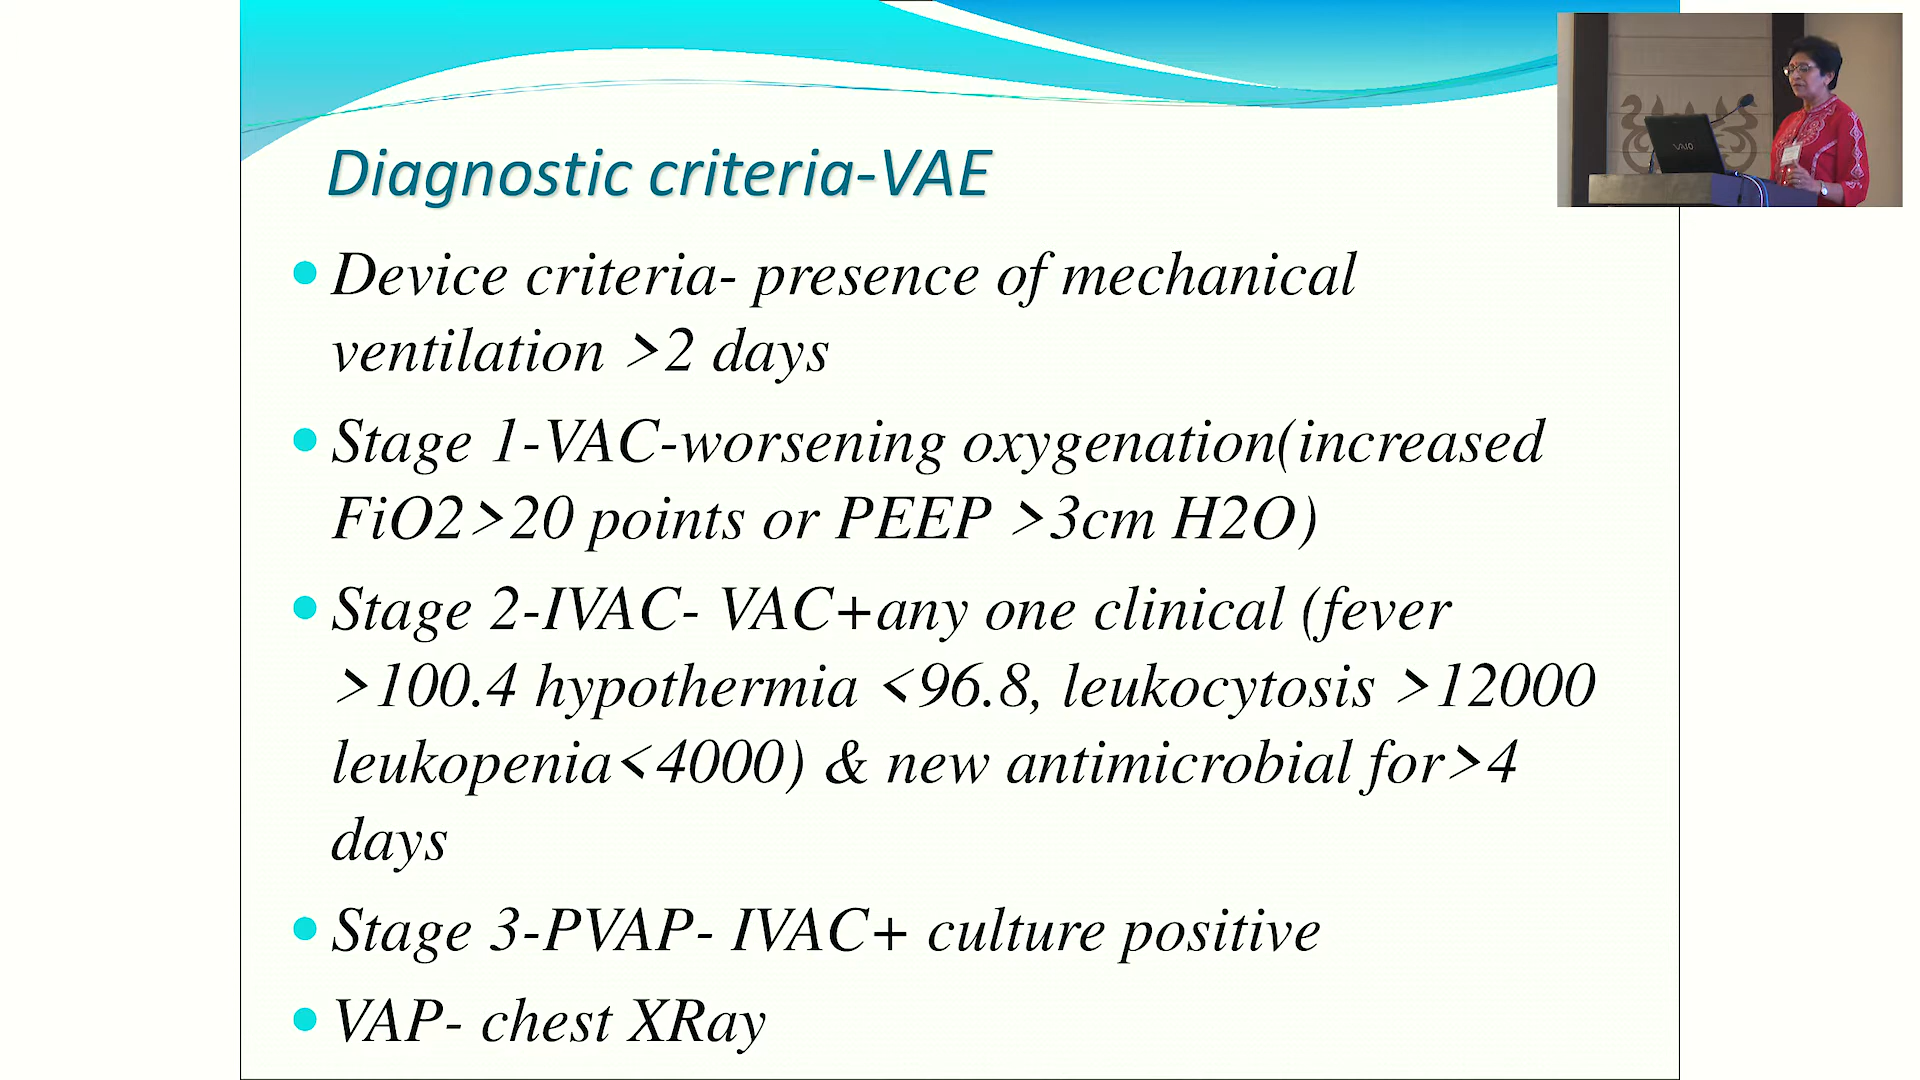 Diagnostic criteria-VAE
Device criteria- presence of mechanical
ventilation >2 days
Stage 1-VAC-worsening oxygenation(increased
FiO2>20 points or PEEP >3cm H2O)
Stage 2-IVAC- VAC+any one clinical (fever
>100.4 hypothermia <96.8, leukocytosis >12000
leukopenia<4000) & new antimicrobial for>4
days
Stage 3-PVAP- IVAC+ culture positive
VAP- chest XRay
VAIO